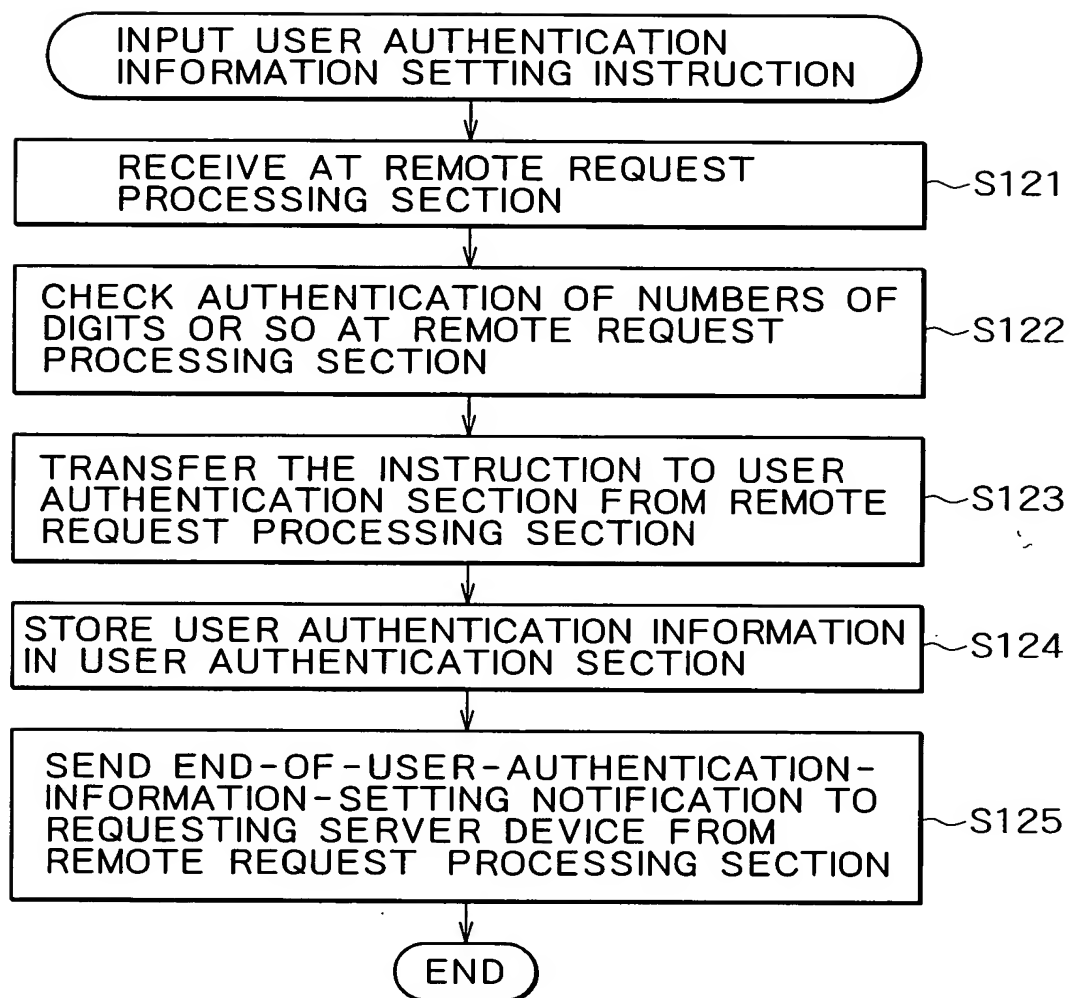 INPUT USER AUTHENTICATION
INFORMATION SETTING INSTRUCTION
RECEIVE AT REMOTE REQUEST
PROCESSING SECTION
S121
CHECK AUTHENTICATION OF NUMBERS OF
DIGITS OR SO AT REMOTE REQUEST
PROCESSING SECTION
S122
TRANSFER THE INSTRUCTION TO USER
AUTHENTICATION SECTION FROM REMOTE
REQUEST PROCESSING SECTION
S123
STORE USER AUTHENTICATION INFORMATION
IN USER AUTHENTICATION SECTION
S124
SEND END-OF-USER-AUTHENTICATION-
INFORMATION-SETTING NOTIFICATION TO
REQUESTING SERVER DEVICE FROM
REMOTE REQUEST PROCESSING SECTION
S125
END